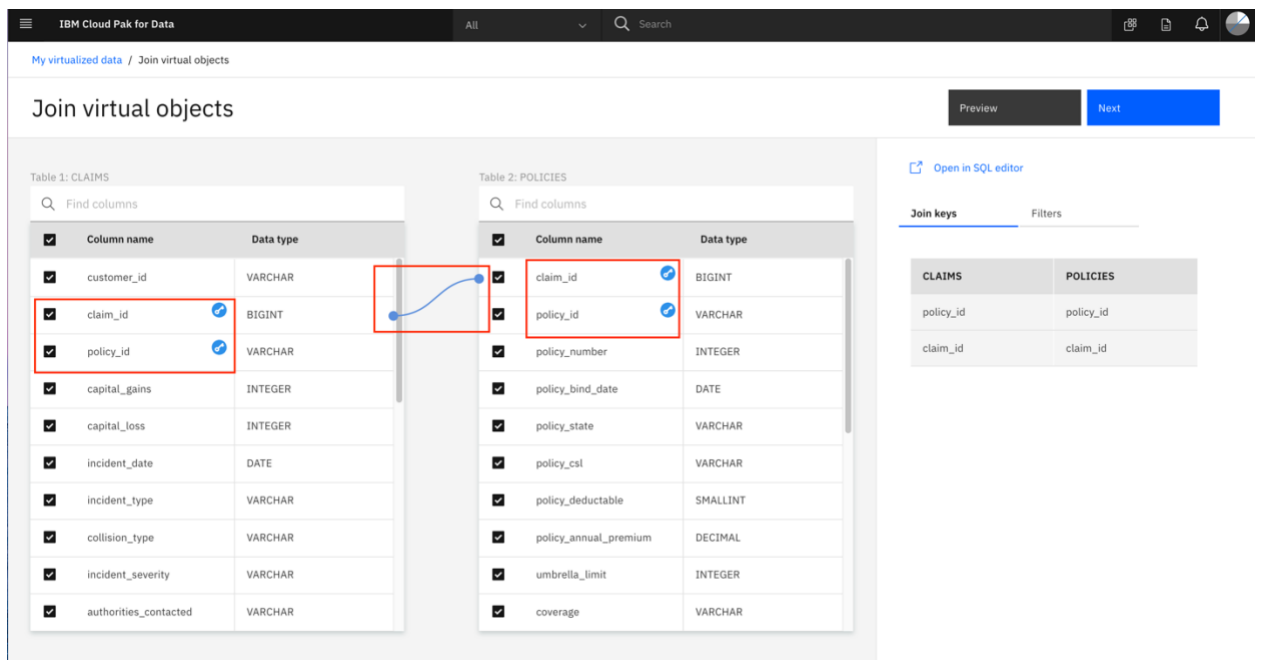 IBM Cloud Pak for Data All Search
My virtualized data / Join virtual objects
Join virtual objects
Preview
Next
Table 1: CLAIMS
Find columns
Column name Data type
customer_id VARCHAR
claim_id BIGINT
policy_id VARCHAR
capital_gains INTEGER
capital_loss INTEGER
incident_date DATE
incident_type VARCHAR
collision_type VARCHAR
incident_severity VARCHAR
authorities_contacted VARCHAR
Table 2: POLICIES
Find columns
Column name Data type
claim_id BIGINT
policy_id VARCHAR
policy_number INTEGER
policy_bind_date DATE
policy_state VARCHAR
policy_csl VARCHAR
policy_deductable SMALLINT
policy_annual_premium DECIMAL
umbrella_limit INTEGER
coverage VARCHAR
Open in SQL editor
Join keys Filters
CLAIMS POLICIES
policy_id policy_id
claim_id claim_id